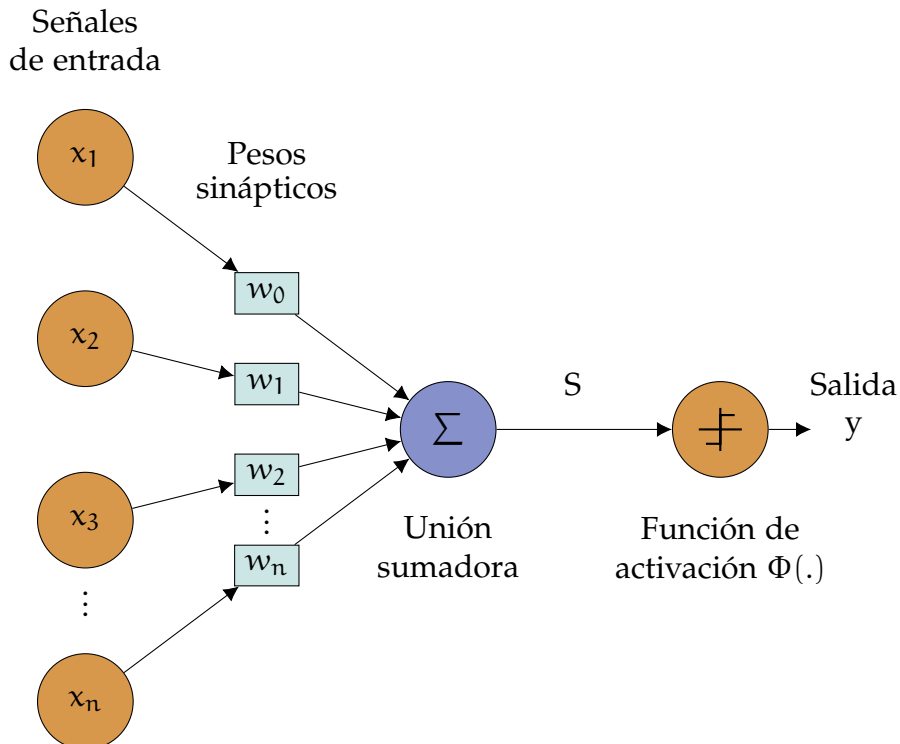 Señales
de entrada
x₁
Pesos
sinápticos
w₀
x₂
w₁
S
Salida
y
∑
w₂
x₃
⋮
Unión
sumadora
Función de
activación Φ(.)
wₙ
⋮
xₙ